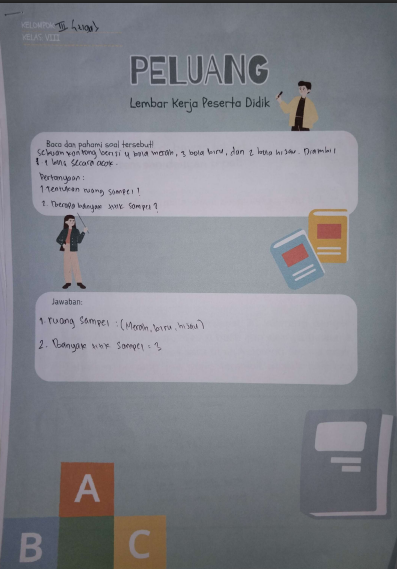 KELOMPOK III (tiga)
KELAS VIII
PELUANG
Lembar Kerja Peserta Didik
Baca dan pahami soal tersebut!
Sebuah kantong berisi 4 bola merah, 3 bola biru, dan 2 bola hijau. Diambil
1 bola secara acak.
Pertanyaan :
1. Tentukan ruang sampel !
2. Berapa banyak titik sampel ?
Jawaban:
1. ruang sampel : (Merah, biru, hijau)
2. Banyak titik sampel = 3
A
B
C